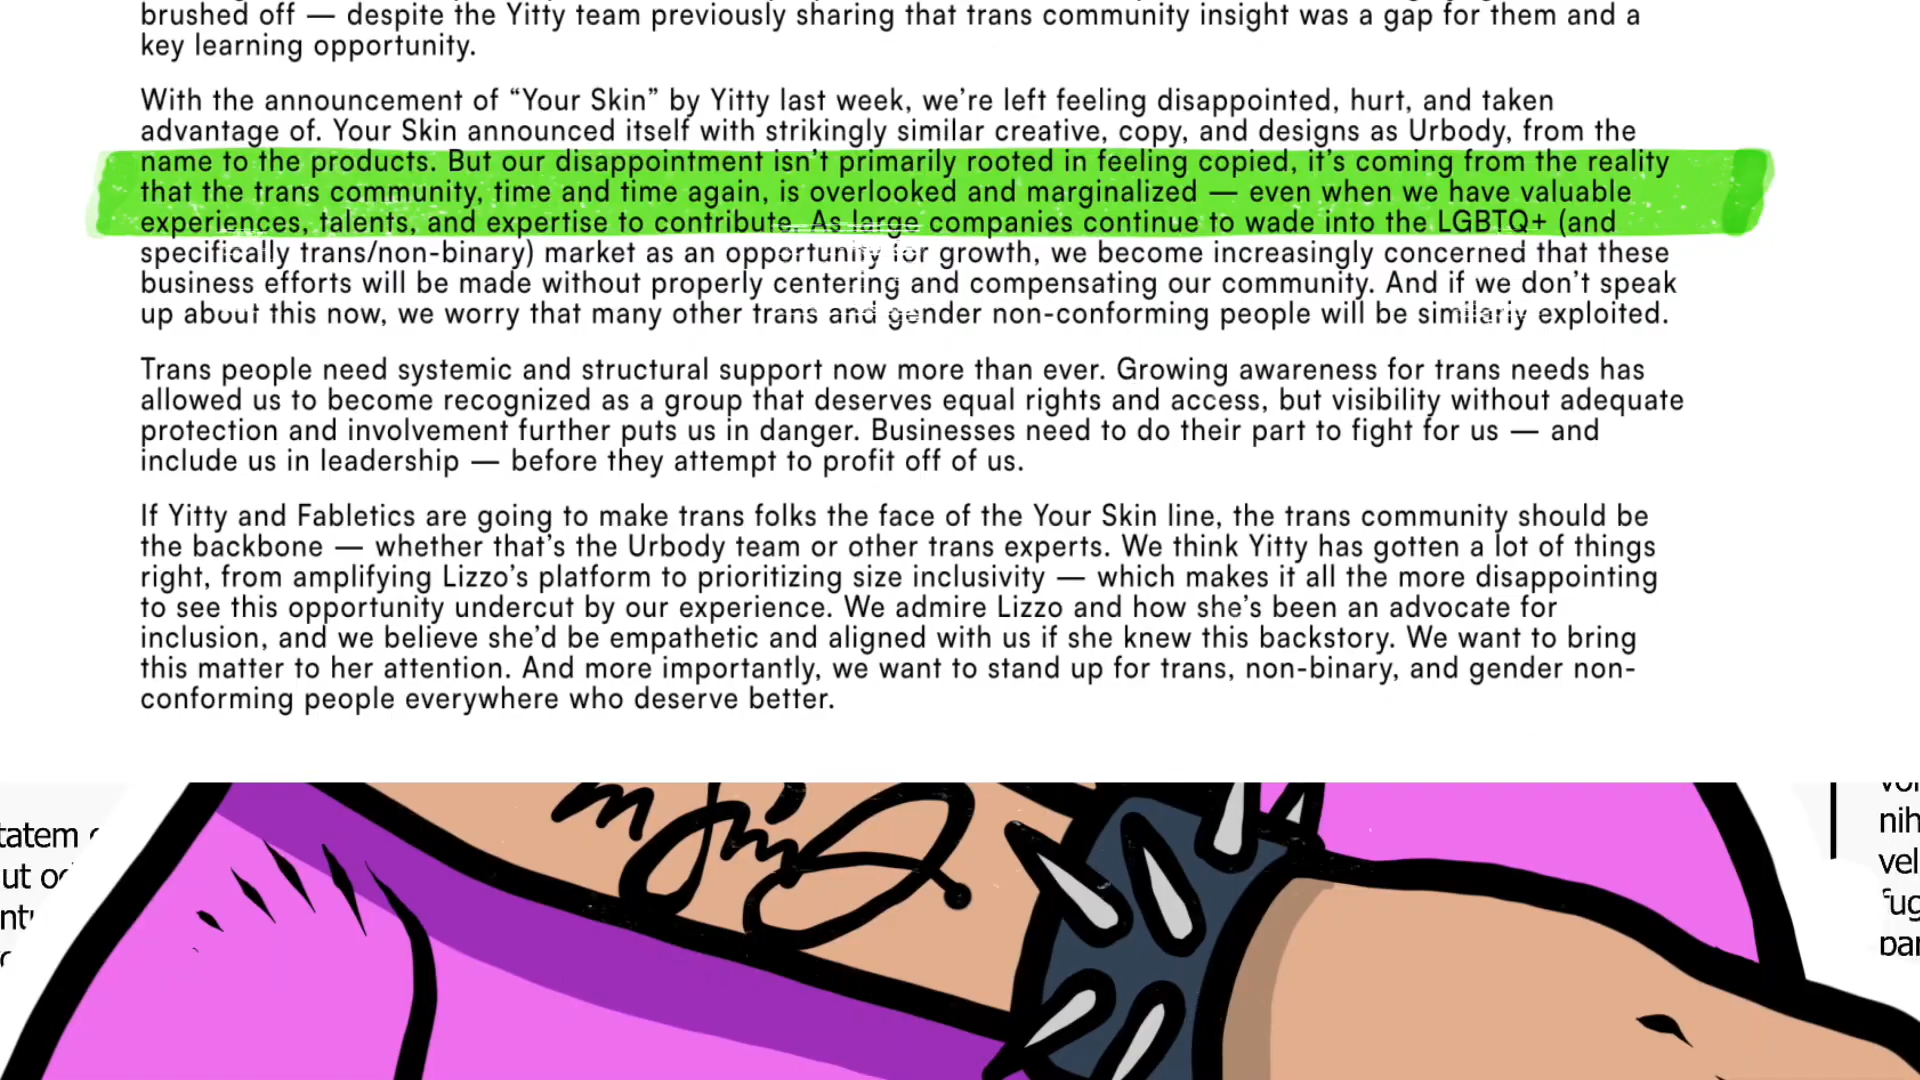 brushed off — despite the Yitty team previously sharing that trans community insight was a gap for them and a
key learning opportunity.
With the announcement of “Your Skin” by Yitty last week, we’re left feeling disappointed, hurt, and taken
advantage of. Your Skin announced itself with strikingly similar creative, copy, and designs as Urbody, from the
name to the products. But our disappointment isn’t primarily rooted in feeling copied, it’s coming from the reality
that the trans community, time and time again, is overlooked and marginalized — even when we have valuable
experiences, talents, and expertise to contribute. As large companies continue to wade into the LGBTQ+ (and
specifically trans/non-binary) market as an opportunity for growth, we become increasingly concerned that these
business efforts will be made without properly centering and compensating our community. And if we don’t speak
up about this now, we worry that many other trans and gender non-conforming people will be similarly exploited.
Trans people need systemic and structural support now more than ever. Growing awareness for trans needs has
allowed us to become recognized as a group that deserves equal rights and access, but visibility without adequate
protection and involvement further puts us in danger. Businesses need to do their part to fight for us — and
include us in leadership — before they attempt to profit off of us.
If Yitty and Fabletics are going to make trans folks the face of the Your Skin line, the trans community should be
the backbone — whether that’s the Urbody team or other trans experts. We think Yitty has gotten a lot of things
right, from amplifying Lizzo’s platform to prioritizing size inclusivity — which makes it all the more disappointing
to see this opportunity undercut by our experience. We admire Lizzo and how she’s been an advocate for
inclusion, and we believe she’d be empathetic and aligned with us if she knew this backstory. We want to bring
this matter to her attention. And more importantly, we want to stand up for trans, non-binary, and gender non-
conforming people everywhere who deserve better.
tatem
ut
nih
vel